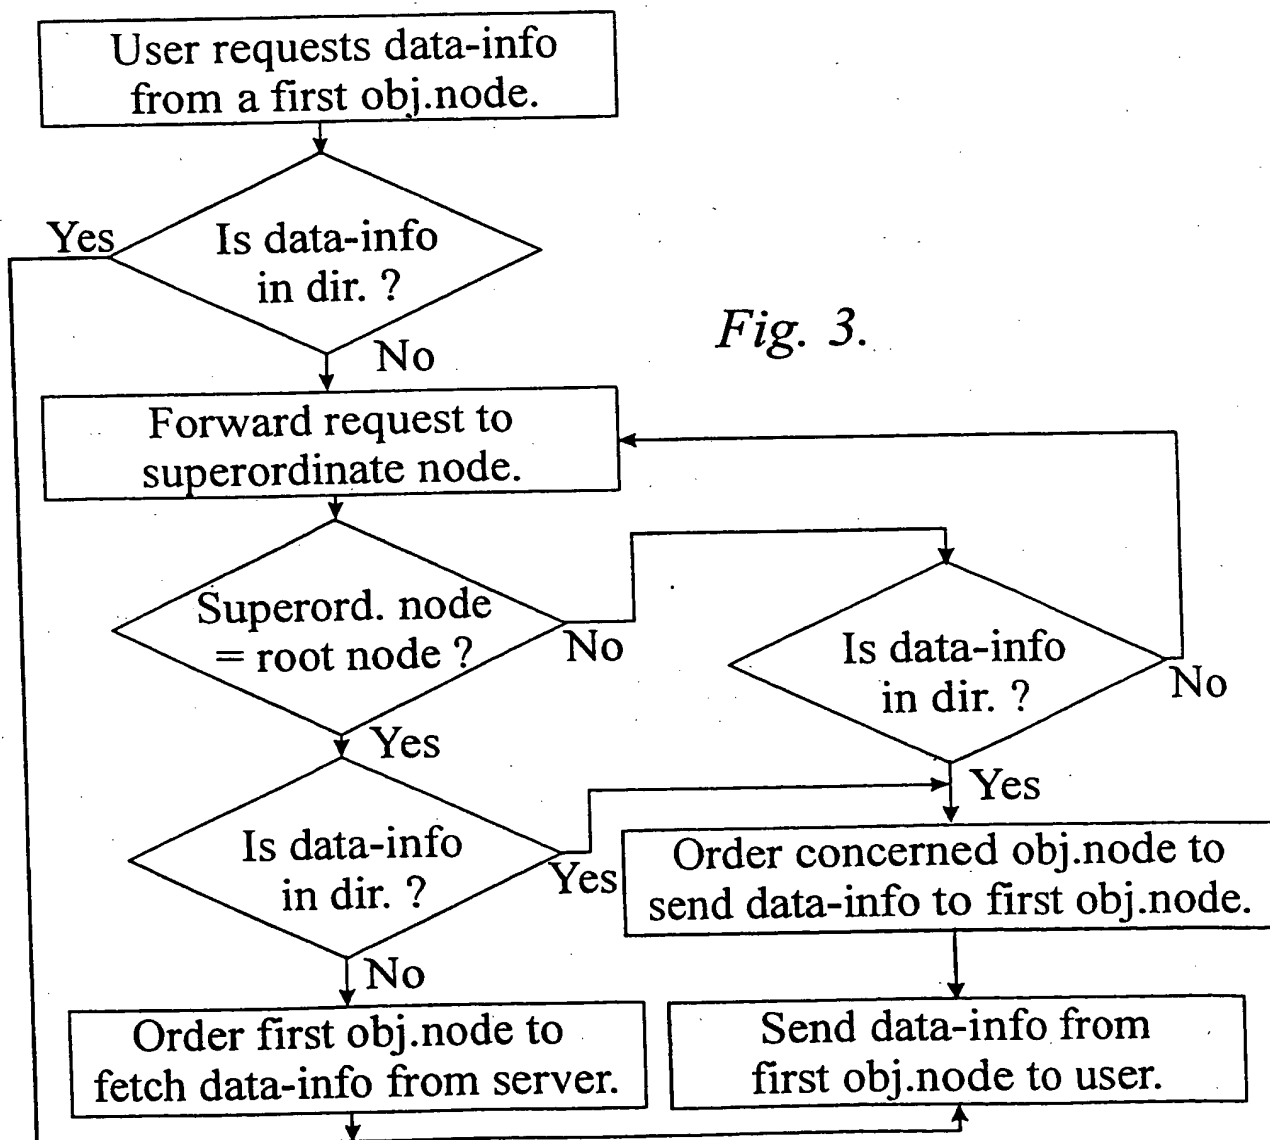 User requests data-info
from a first obj.node.
Yes
Is data-info
in dir. ?
No
Fig. 3.
Forward request to
superordinate node.
Superord. node
= root node ?
No
Is data-info
in dir. ?
No
Yes
Yes
Is data-info
in dir. ?
Yes
Order concerned obj.node to
send data-info to first obj.node.
No
Order first obj.node to
fetch data-info from server.
Send data-info from
first obj.node to user.